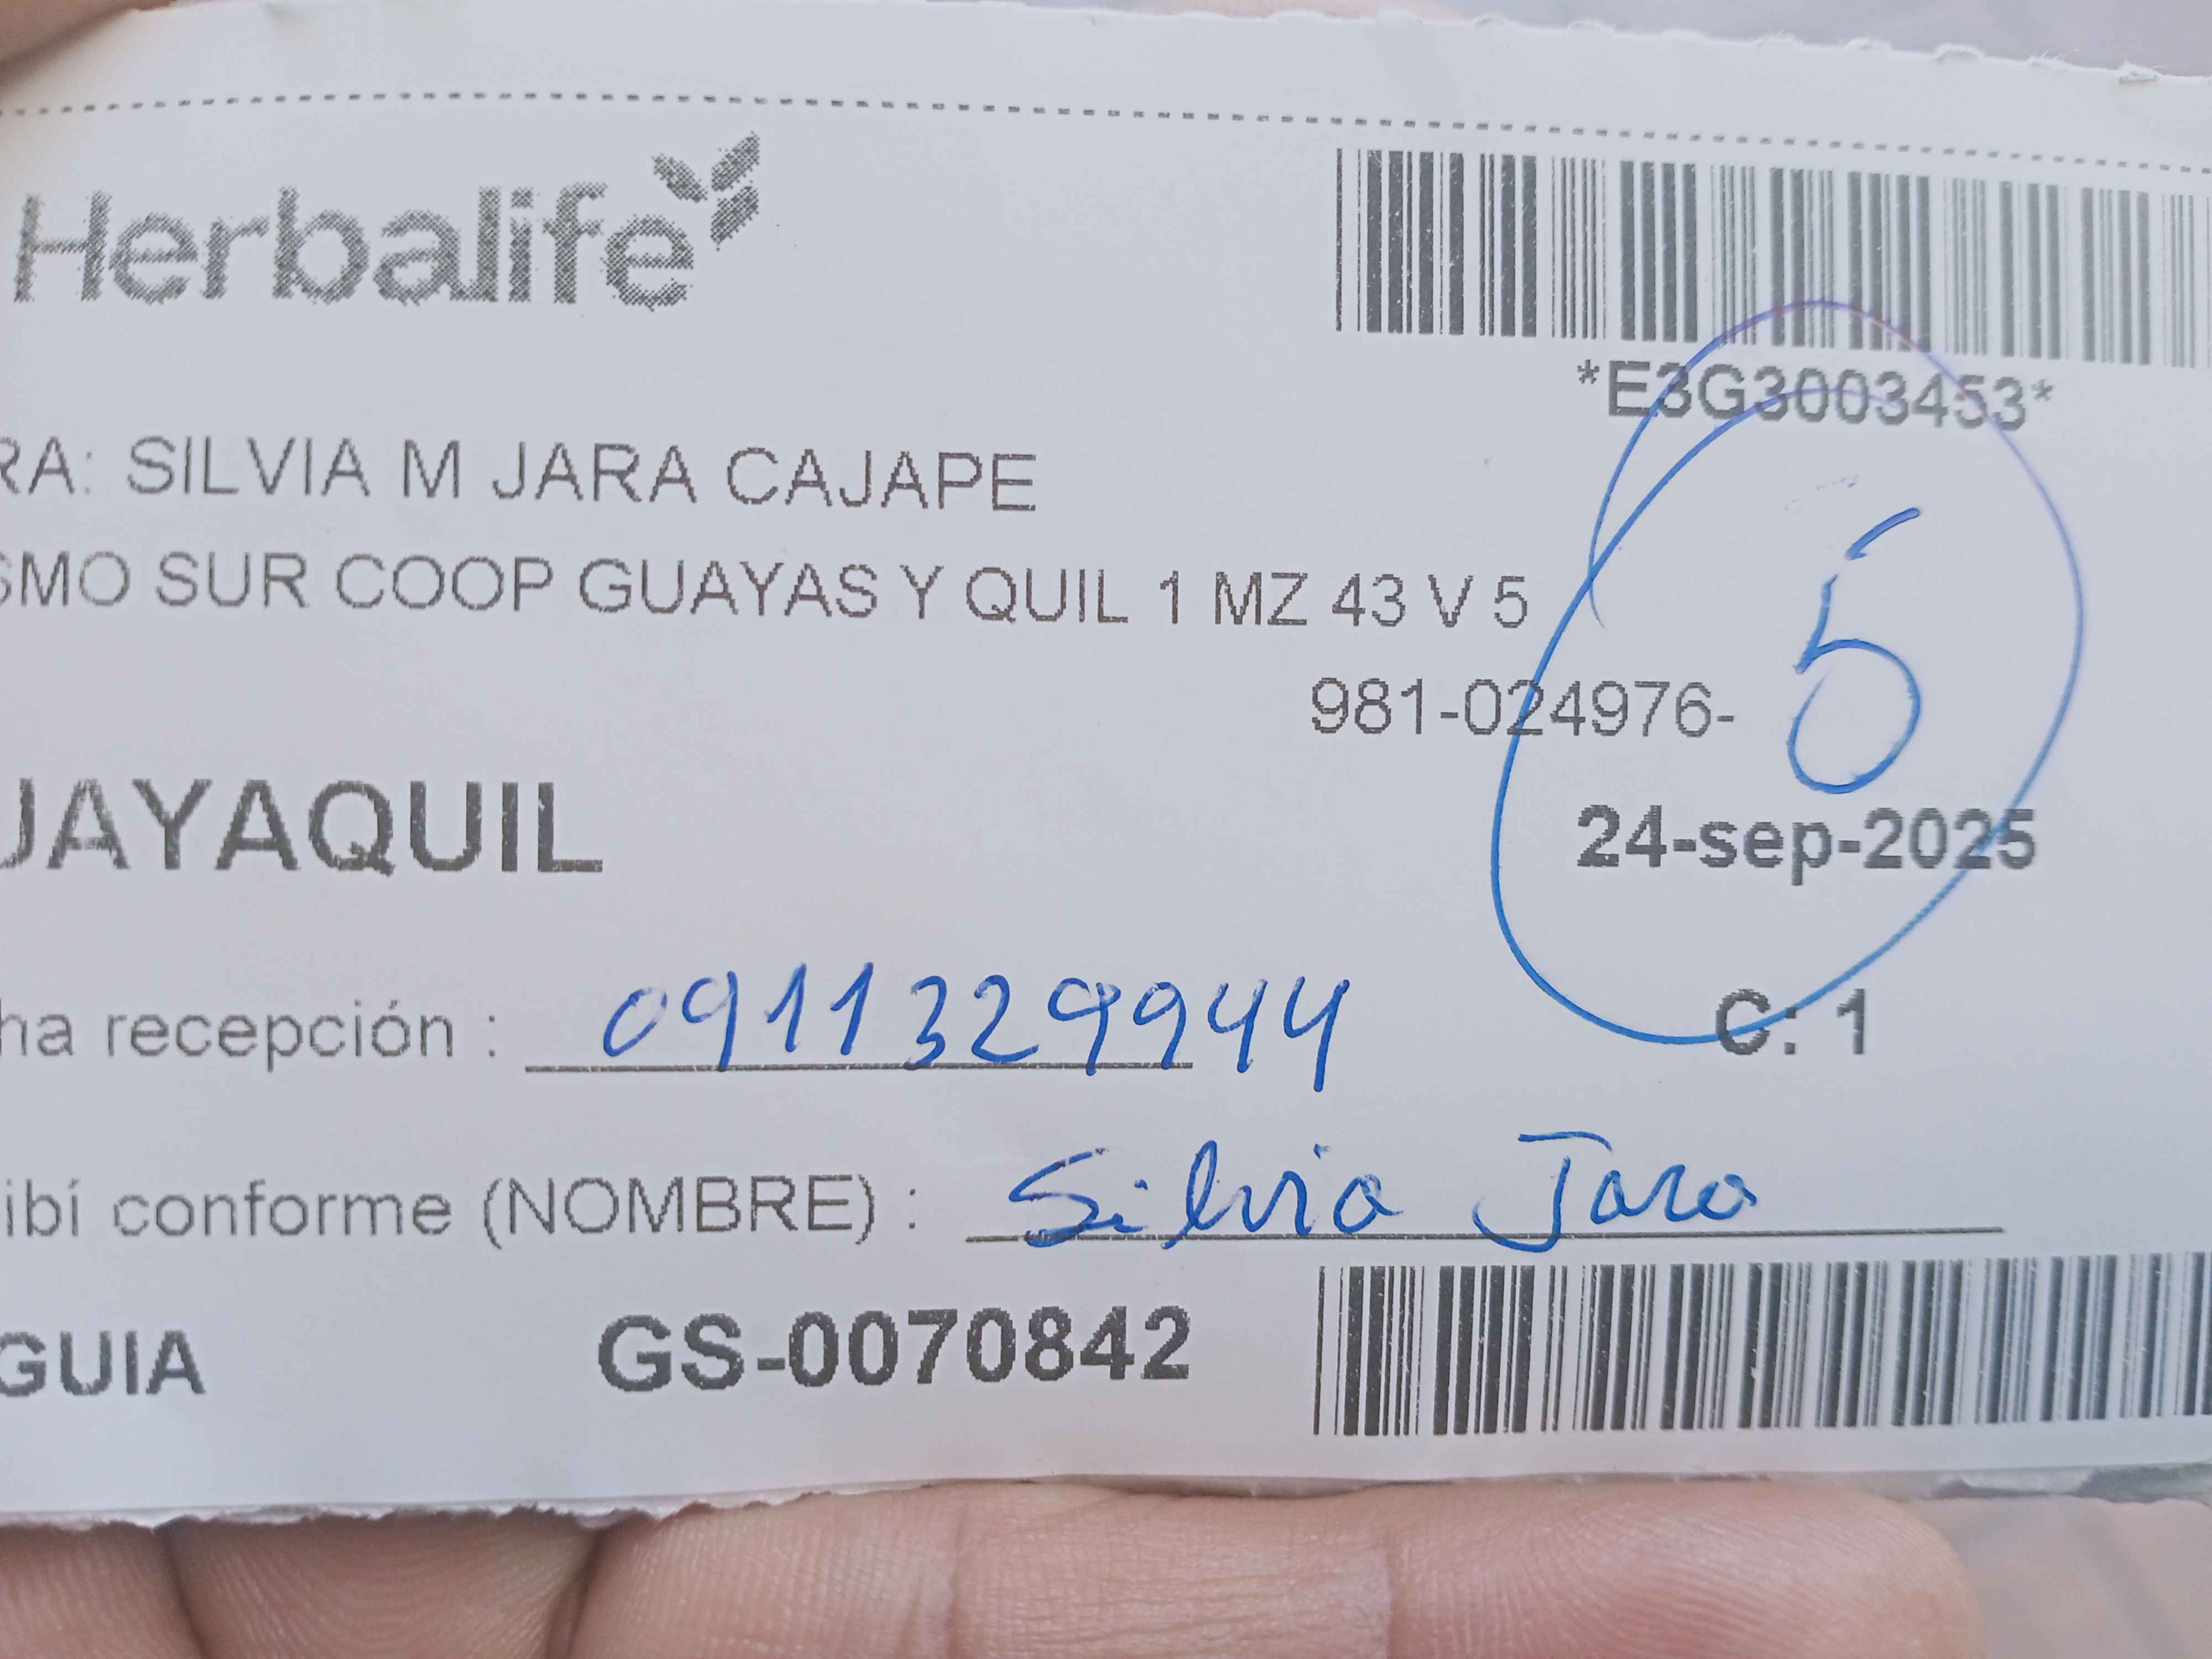 Herbalife
*E3G3003453*
RA: SILVIA M JARA CAJAPE
SMO SUR COOP GUAYAS Y QUIL 1 MZ 43 V 5
981-024976-
5
UAYAQUIL
24-sep-2025
ha recepción : 0911329944
C: 1
ibí conforme (NOMBRE) : Silvia Jara
GUIA GS-0070842